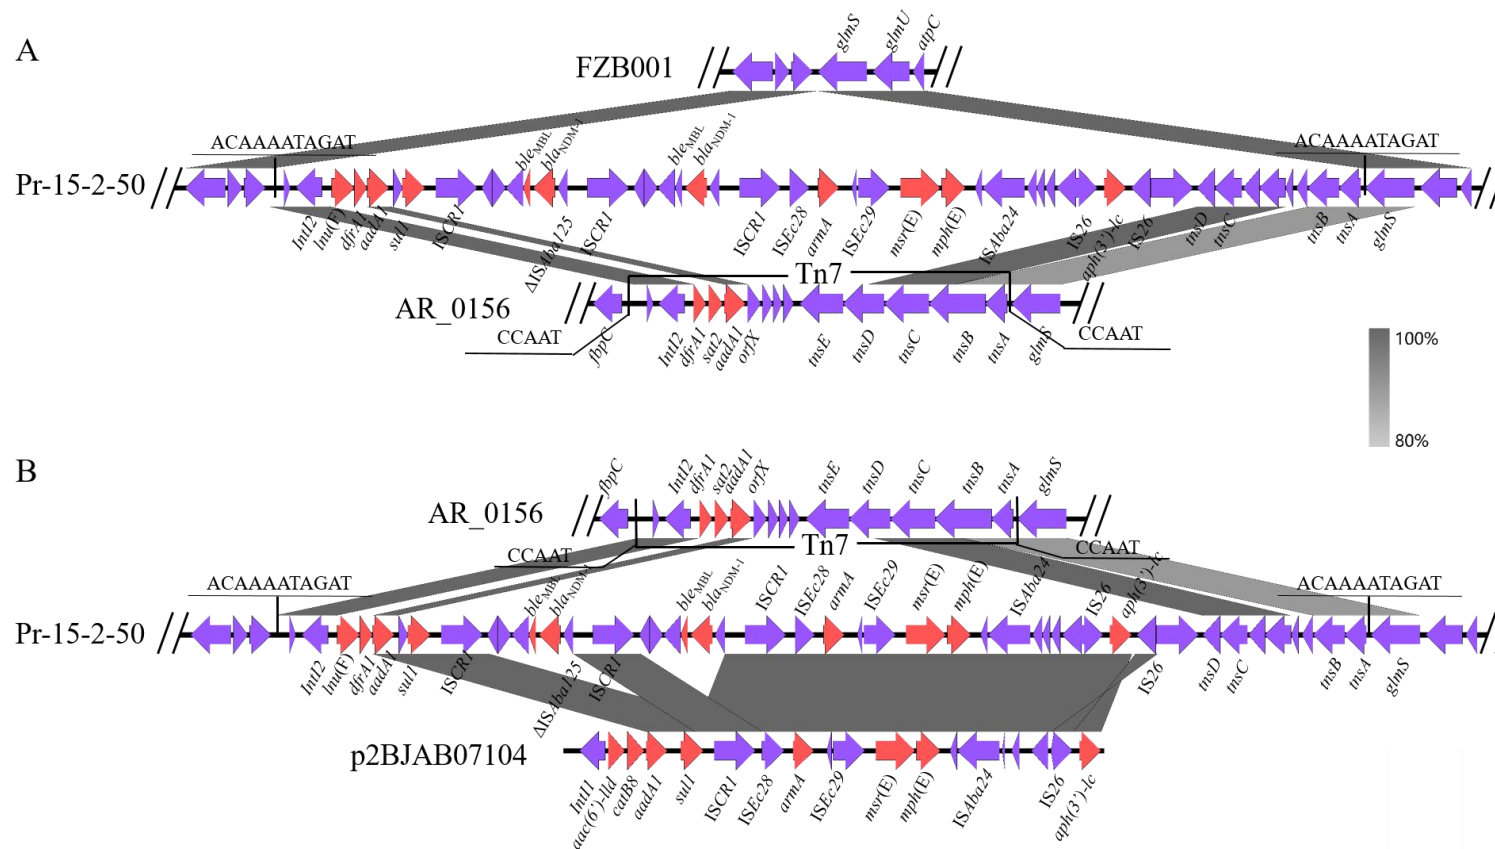 A
glmS glmU atpC
FZB001
ACAAAATAGAT bleMBL blaNDM-1 bleMBL blaNDM-1 ACAAAATAGAT
Pr-15-2-50
IntI2 lnu(F) dfrA1 aadA1 sul1 ISCR1 ΔISAba125 ISCR1 ISCR1 ISEc28 armA ISEc29 msr(E) mph(E) ISAba24 IS26 aph(3')-Ic IS26 tnsD tnsC tnsB tnsA glmS
Tn7
AR_0156
CCAAT CCAAT
fbpC IntI2 dfrA1 sat2 aadA1 orfX tnsE tnsD tnsC tnsB tnsA glmS
100%
80%
B
fbpC IntI2 dfrA1 sat2 aadA1 orfX tnsE tnsD tnsC tnsB tnsA glmS
AR_0156
CCAAT Tn7 CCAAT
ACAAAATAGAT bleMBL blaNDM-1 bleMBL blaNDM-1 ISCR1 ISEc28 armA ISEc29 msr(E) mph(E) ISAba24 IS26 aph(3')-Ic ACAAAATAGAT
Pr-15-2-50
IntI2 lnu(F) dfrA1 aadA1 sul1 ISCR1 ΔISAba125 ISCR1 IS26 tnsD tnsC tnsB tnsA glmS
p2BJAB07104
IntI1 aac(6')-IId catB8 aadA1 sul1 ISCR1 ISEc28 armA ISEc29 msr(E) mph(E) ISAba24 IS26 aph(3')-Ic